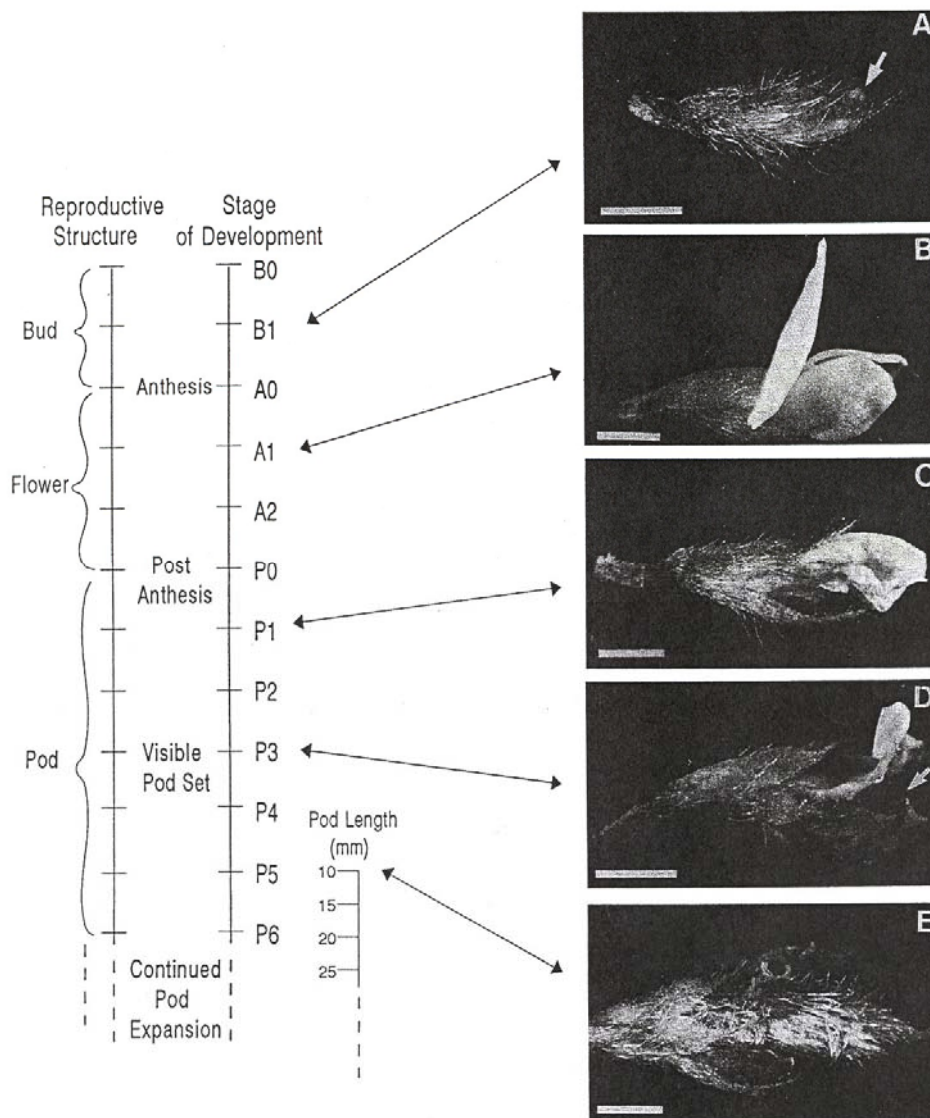 A
B
C
D
E
Reproductive
Structure
Stage
of Development
B0
B1
A0
A1
A2
P0
P1
P2
P3
P4
P5
P6
Bud
Flower
Pod
Anthesis
Post
Anthesis
Visible
Pod Set
Continued
Pod
Expansion
Pod Length
(mm)
10
15
20
25